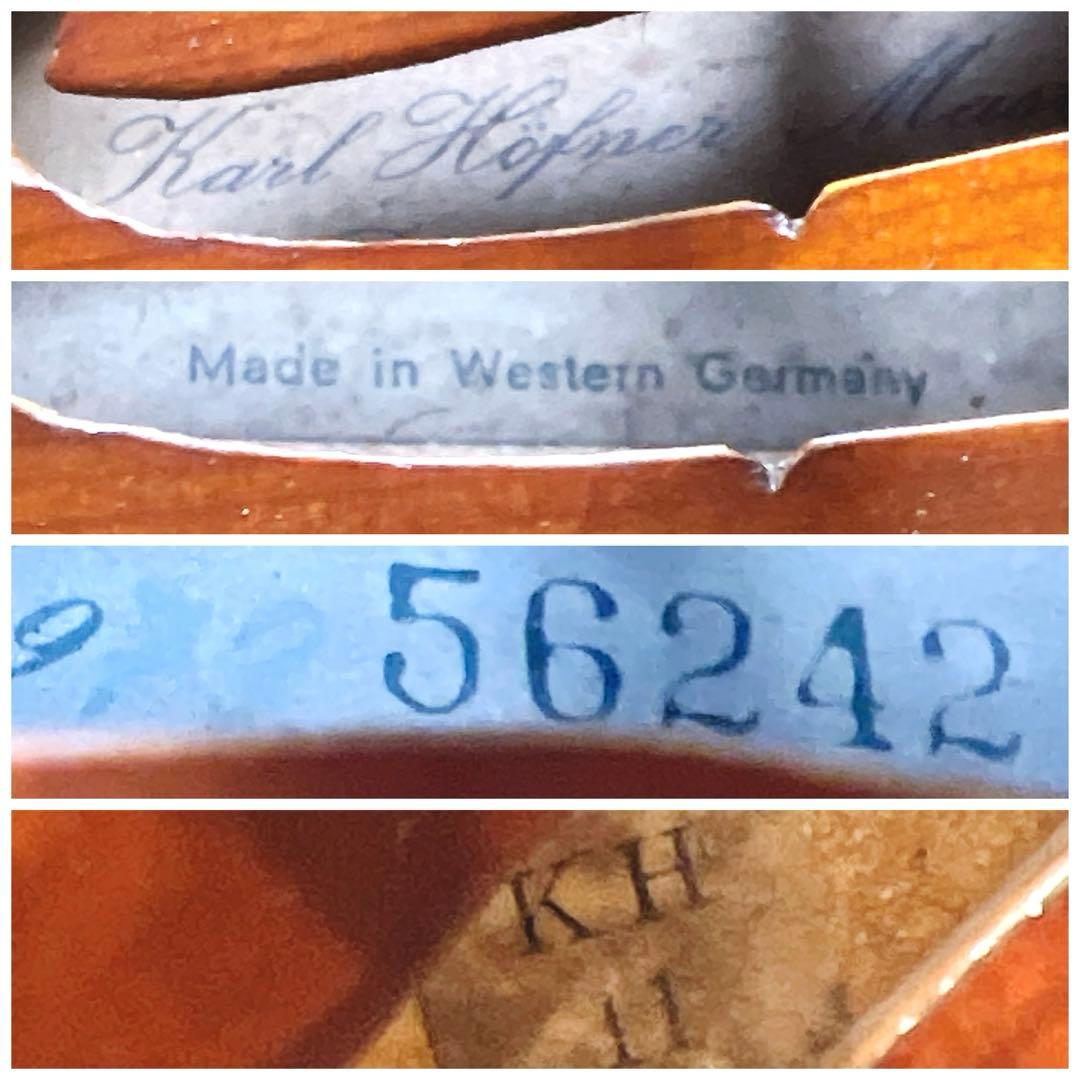 Karl Höfner
Made in Western Germany
56242
KH
11